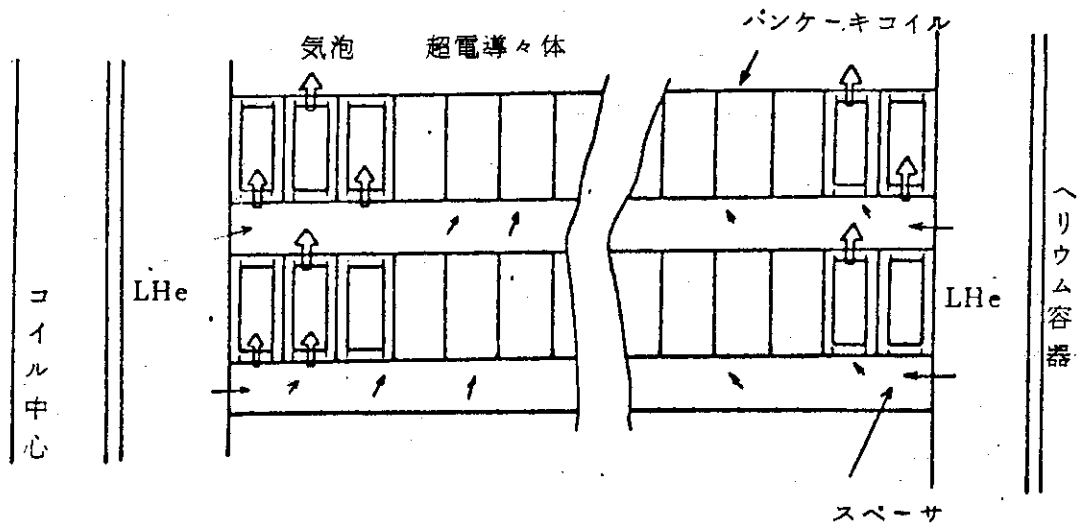 パンケーキコイル
気泡
超電導々体
LHe
LHe
コイル中心
ヘリウム容器
スペーサ